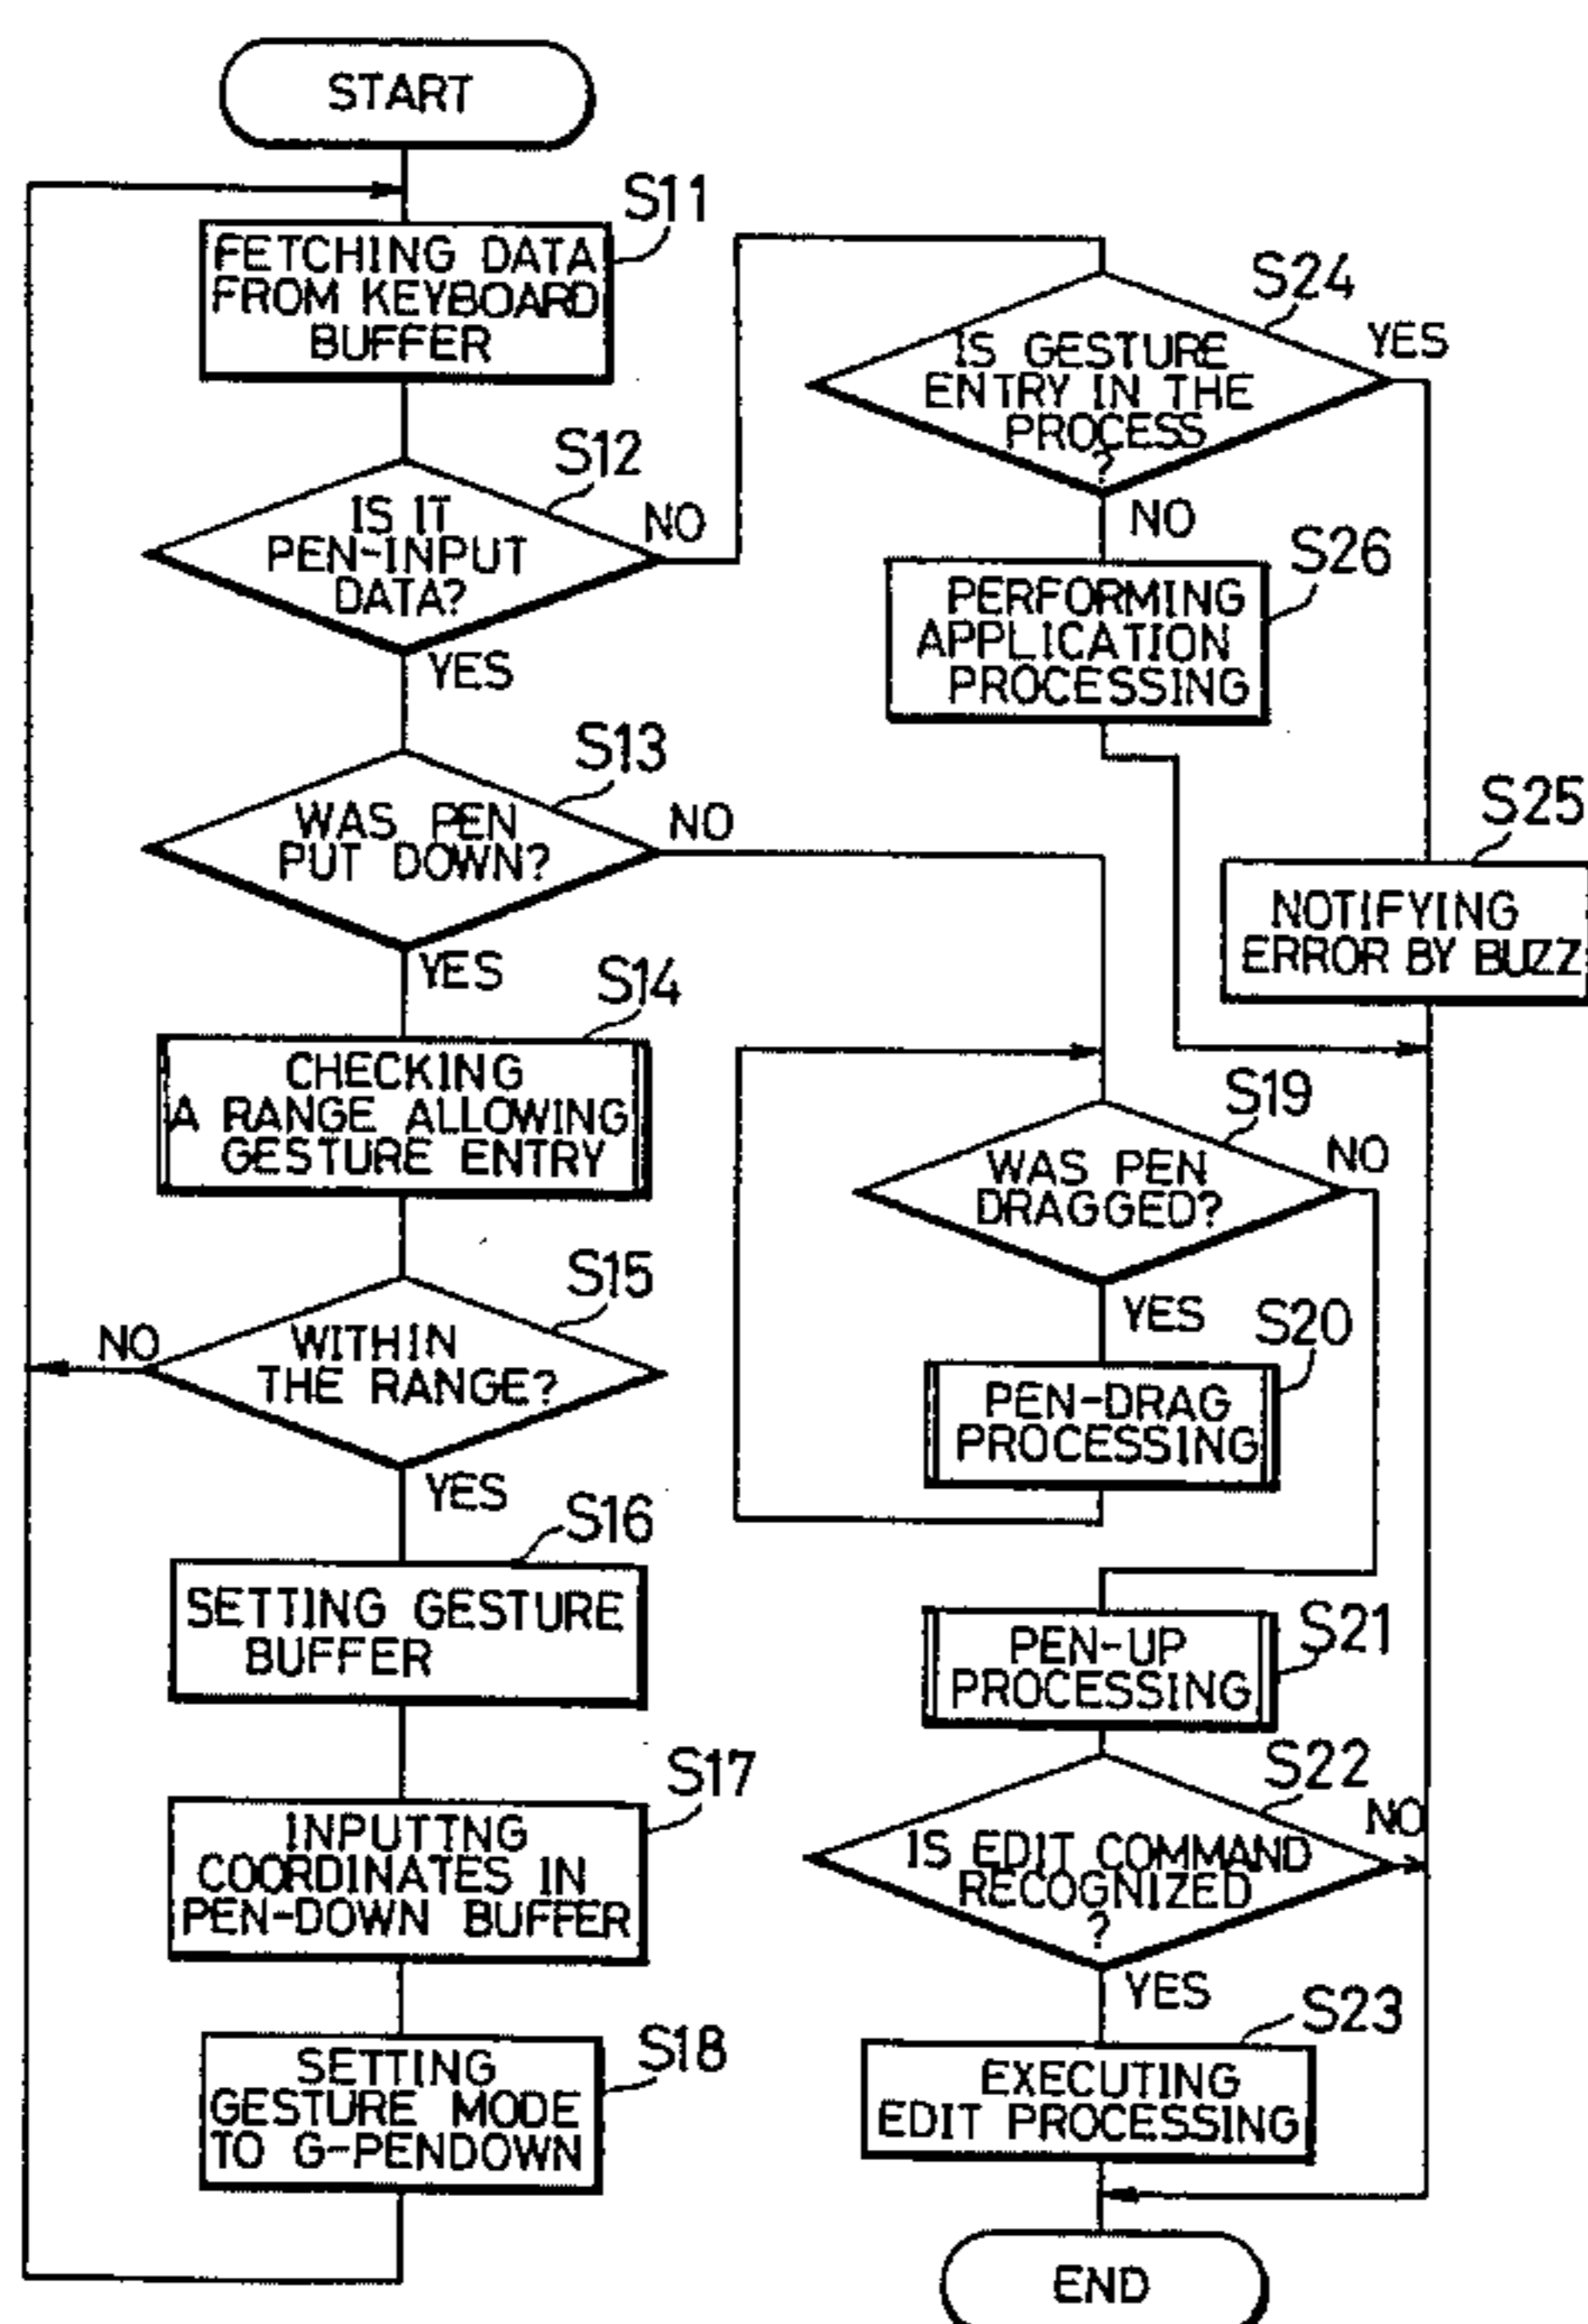 START
S11
FETCHING DATA
FROM KEYBOARD
BUFFER
S12
IS IT
PEN-INPUT
DATA?
NO
YES
S13
WAS PEN
PUT DOWN?
NO
YES
S14
CHECKING
A RANGE ALLOWING
GESTURE ENTRY
S15
WITHIN
THE RANGE?
NO
YES
S16
SETTING GESTURE
BUFFER
S17
INPUTTNG
COORDINATES IN
PEN-DOWN BUFFER
S18
SETTING
GESTURE MODE
TO G-PENDOWN
S24
IS GESTURE
ENTRY IN THE
PROCESS
?
YES
NO
S26
PERFORMING
APPLICATION
PROCESSING
S25
NOTIFYING
ERROR BY BUZZ
S19
WAS PEN
DRAGGED?
NO
YES
S20
PEN-DRAG
PROCESSING
S21
PEN-UP
PROCESSING
S22
IS EDIT COMMAND
RECOGNIZED
?
NO
YES
S23
EXECUTING
EDIT PROCESSING
END